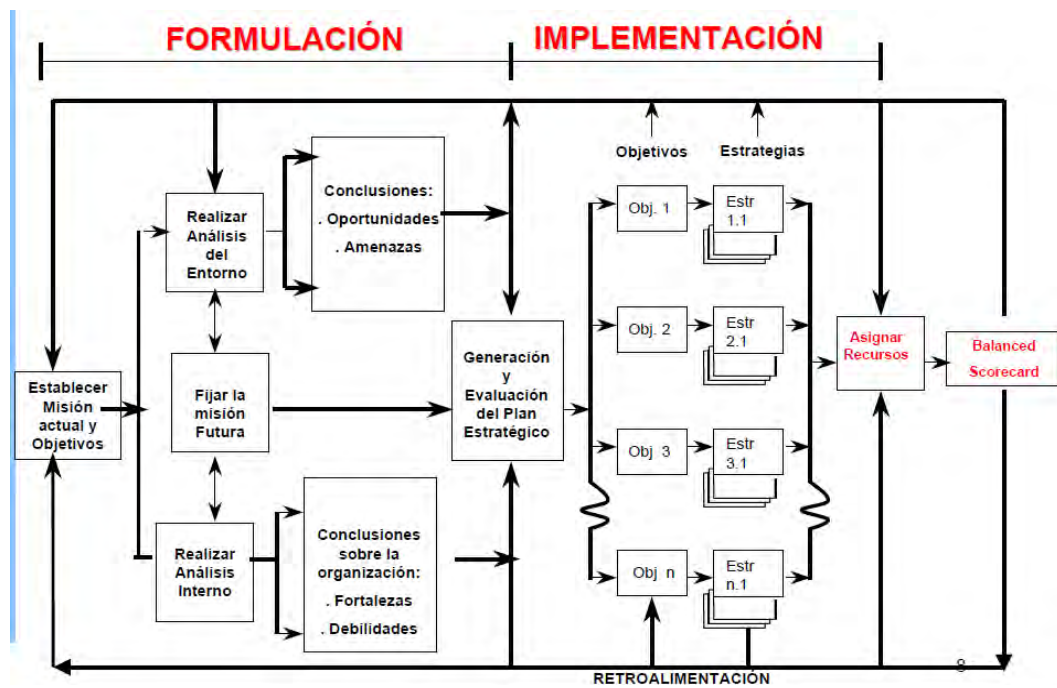 FORMULACIÓN
IMPLEMENTACIÓN
Objetivos
Estrategias
Conclusiones:
. Oportunidades
. Amenazas
Realizar
Análisis
del
Entorno
Obj. 1
Estr
1.1
Obj. 2
Estr
2.1
Establecer
Misión
actual y
Objetivos
Fijar la
misión
Futura
Generación
y
Evaluación
del Plan
Estratégico
Asignar
Recursos
Balanced
Scorecard
Obj 3
Estr
3.1
Realizar
Análisis
Interno
Conclusiones
sobre la
organización:
. Fortalezas
. Debilidades
Obj n
Estr
n.1
8
RETROALIMENTACIÓN